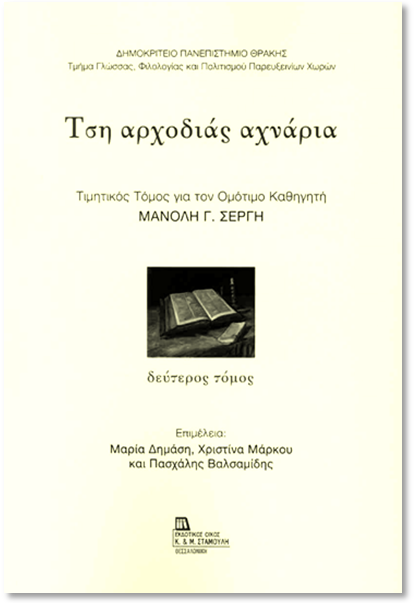 ΔΗΜΟΚΡΙΤΕΙΟ ΠΑΝΕΠΙΣΤΗΜΙΟ ΘΡΑΚΗΣ
Τμήμα Γλώσσας, Φιλολογίας και Πολιτισμού Παρευξεινίων Χωρών
Τση αρχοδιάς αχνάρια
Τιμητικός Τόμος για τον Ομότιμο Καθηγητή
ΜΑΝΟΛΗ Γ. ΣΕΡΓΗ
δεύτερος τόμος
Επιμέλεια:
Μαρία Δημάση, Χριστίνα Μάρκου
και Πασχάλης Βαλσαμίδης
ΕΚΔΟΤΙΚΟΣ ΟΙΚΟΣ
Κ. & Μ. ΣΤΑΜΟΥΛΗ
ΘΕΣΣΑΛΟΝΙΚΗ